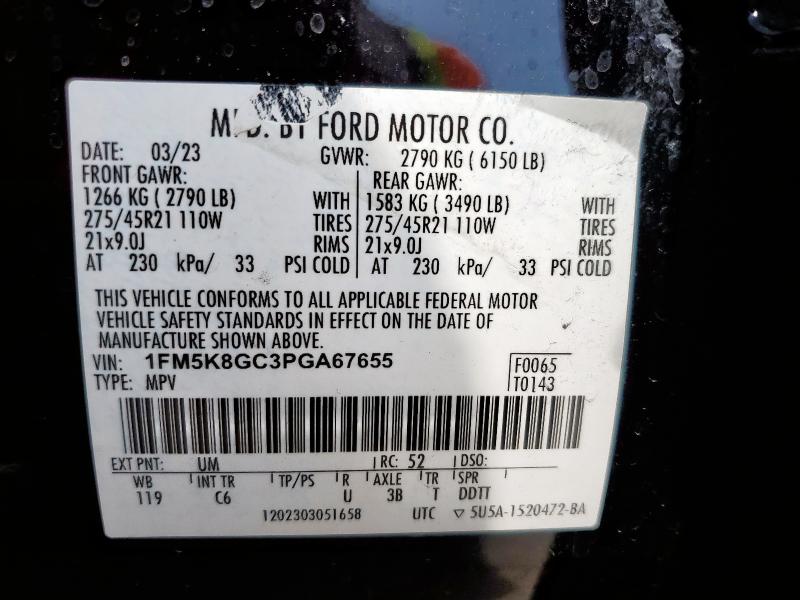 MFD. BY FORD MOTOR CO.
DATE: 03/23 GVWR: 2790 KG ( 6150 LB)
FRONT GAWR: REAR GAWR:
1266 KG ( 2790 LB) WITH 1583 KG ( 3490 LB) WITH
275/45R21 110W TIRES 275/45R21 110W TIRES
21x9.0J RIMS 21x9.0J RIMS
AT 230 kPa/ 33 PSI COLD AT 230 kPa/ 33 PSI COLD
THIS VEHICLE CONFORMS TO ALL APPLICABLE FEDERAL MOTOR
VEHICLE SAFETY STANDARDS IN EFFECT ON THE DATE OF
MANUFACTURE SHOWN ABOVE.
VIN: 1FM5K8GC3PGA67655 F0065
TYPE: MPV T0143
EXT PNT: UM RC: 52 DSO:
WB INT TR TP/PS R AXLE TR SPR
119 C6 U 3B T DDTT
1202303051658 UTC ▽ 5U5A-1520472-BA